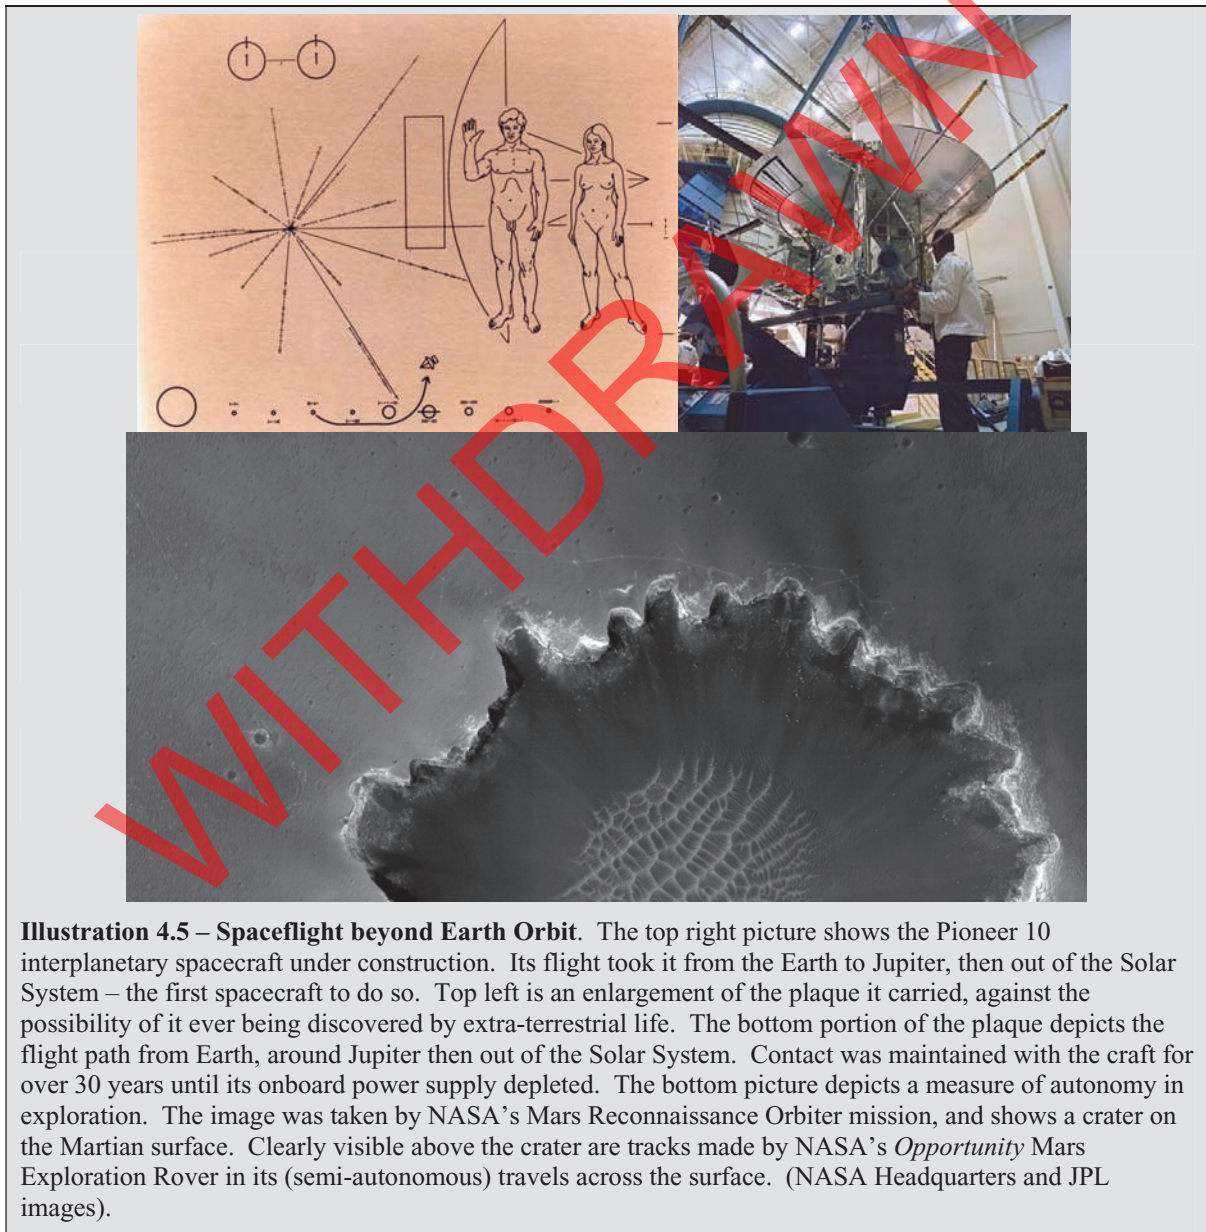 WITHDRAWN
Illustration 4.5 – Spaceflight beyond Earth Orbit. The top right picture shows the Pioneer 10
interplanetary spacecraft under construction. Its flight took it from the Earth to Jupiter, then out of the Solar
System – the first spacecraft to do so. Top left is an enlargement of the plaque it carried, against the
possibility of it ever being discovered by extra-terrestrial life. The bottom portion of the plaque depicts the
flight path from Earth, around Jupiter then out of the Solar System. Contact was maintained with the craft for
over 30 years until its onboard power supply depleted. The bottom picture depicts a measure of autonomy in
exploration. The image was taken by NASA’s Mars Reconnaissance Orbiter mission, and shows a crater on
the Martian surface. Clearly visible above the crater are tracks made by NASA’s Opportunity Mars
Exploration Rover in its (semi-autonomous) travels across the surface. (NASA Headquarters and JPL
images).